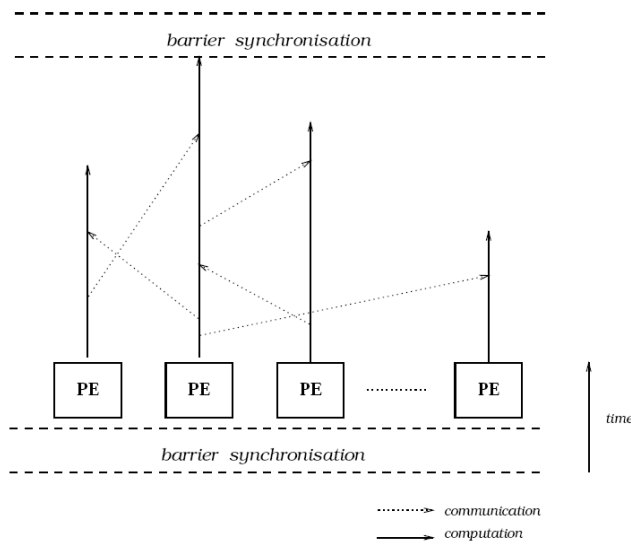 barrier synchronisation
PE PE PE PE
time
barrier synchronisation
communication
computation